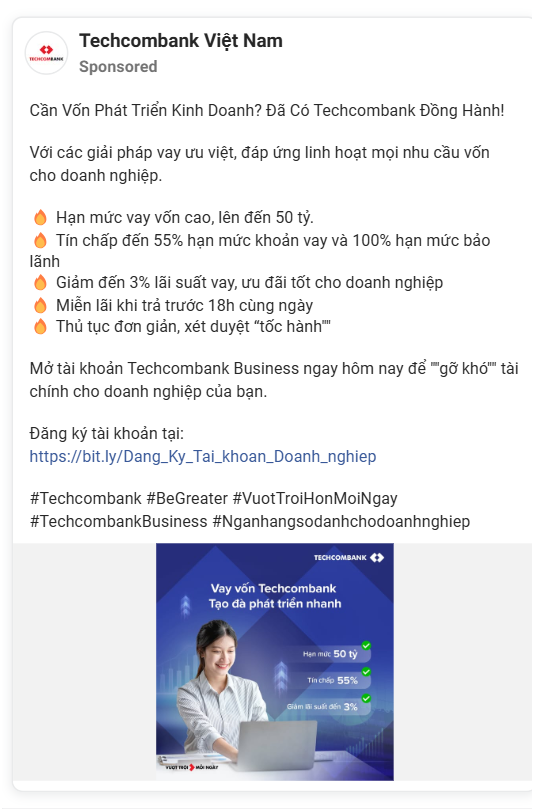 Techcombank Việt Nam
TECHCOMBANK
Sponsored
Cần Vốn Phát Triển Kinh Doanh? Đã Có Techcombank Đồng Hành!
Với các giải pháp vay ưu việt, đáp ứng linh hoạt mọi nhu cầu vốn
cho doanh nghiệp.
🔥 Hạn mức vay vốn cao, lên đến 50 tỷ.
🔥 Tín chấp đến 55% hạn mức khoản vay và 100% hạn mức bảo
lãnh
🔥 Giảm đến 3% lãi suất vay, ưu đãi tốt cho doanh nghiệp
🔥 Miễn lãi khi trả trước 18h cùng ngày
🔥 Thủ tục đơn giản, xét duyệt “tốc hành""
Mở tài khoản Techcombank Business ngay hôm nay để ""gỡ khó"" tài
chính cho doanh nghiệp của bạn.
Đăng ký tài khoản tại:
https://bit.ly/Dang_Ky_Tai_khoan_Doanh_nghiep
#Techcombank #BeGreater #VuotTroiHonMoiNgay
#TechcombankBusiness #Nganhangsodanhchodoanhnghiep
TECHCOMBANK
Vay vốn Techcombank
Tạo đà phát triển nhanh
Hạn mức 50 tỷ
Tín chấp 55%
Giảm lãi suất đến 3%
VƯỢT TRỘI MỖI NGÀY